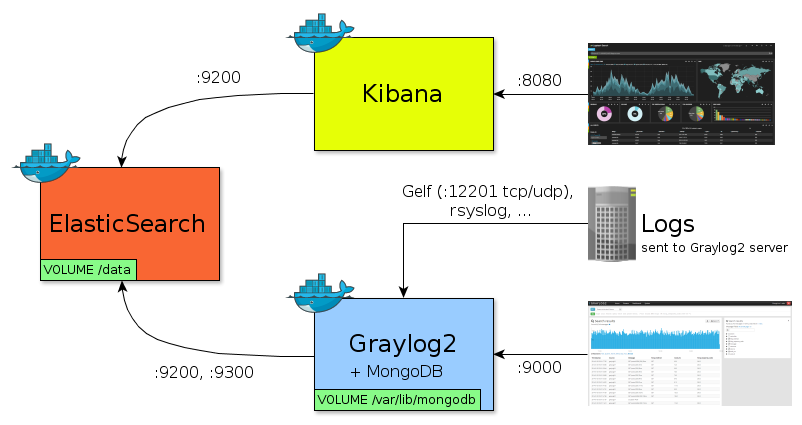 :9200
Kibana
:8080
ElasticSearch
VOLUME /data
Gelf (:12201 tcp/udp),
rsyslog, ...
Logs
sent to Graylog2 server
Graylog2
+ MongoDB
VOLUME /var/lib/mongodb
:9200, :9300
:9000